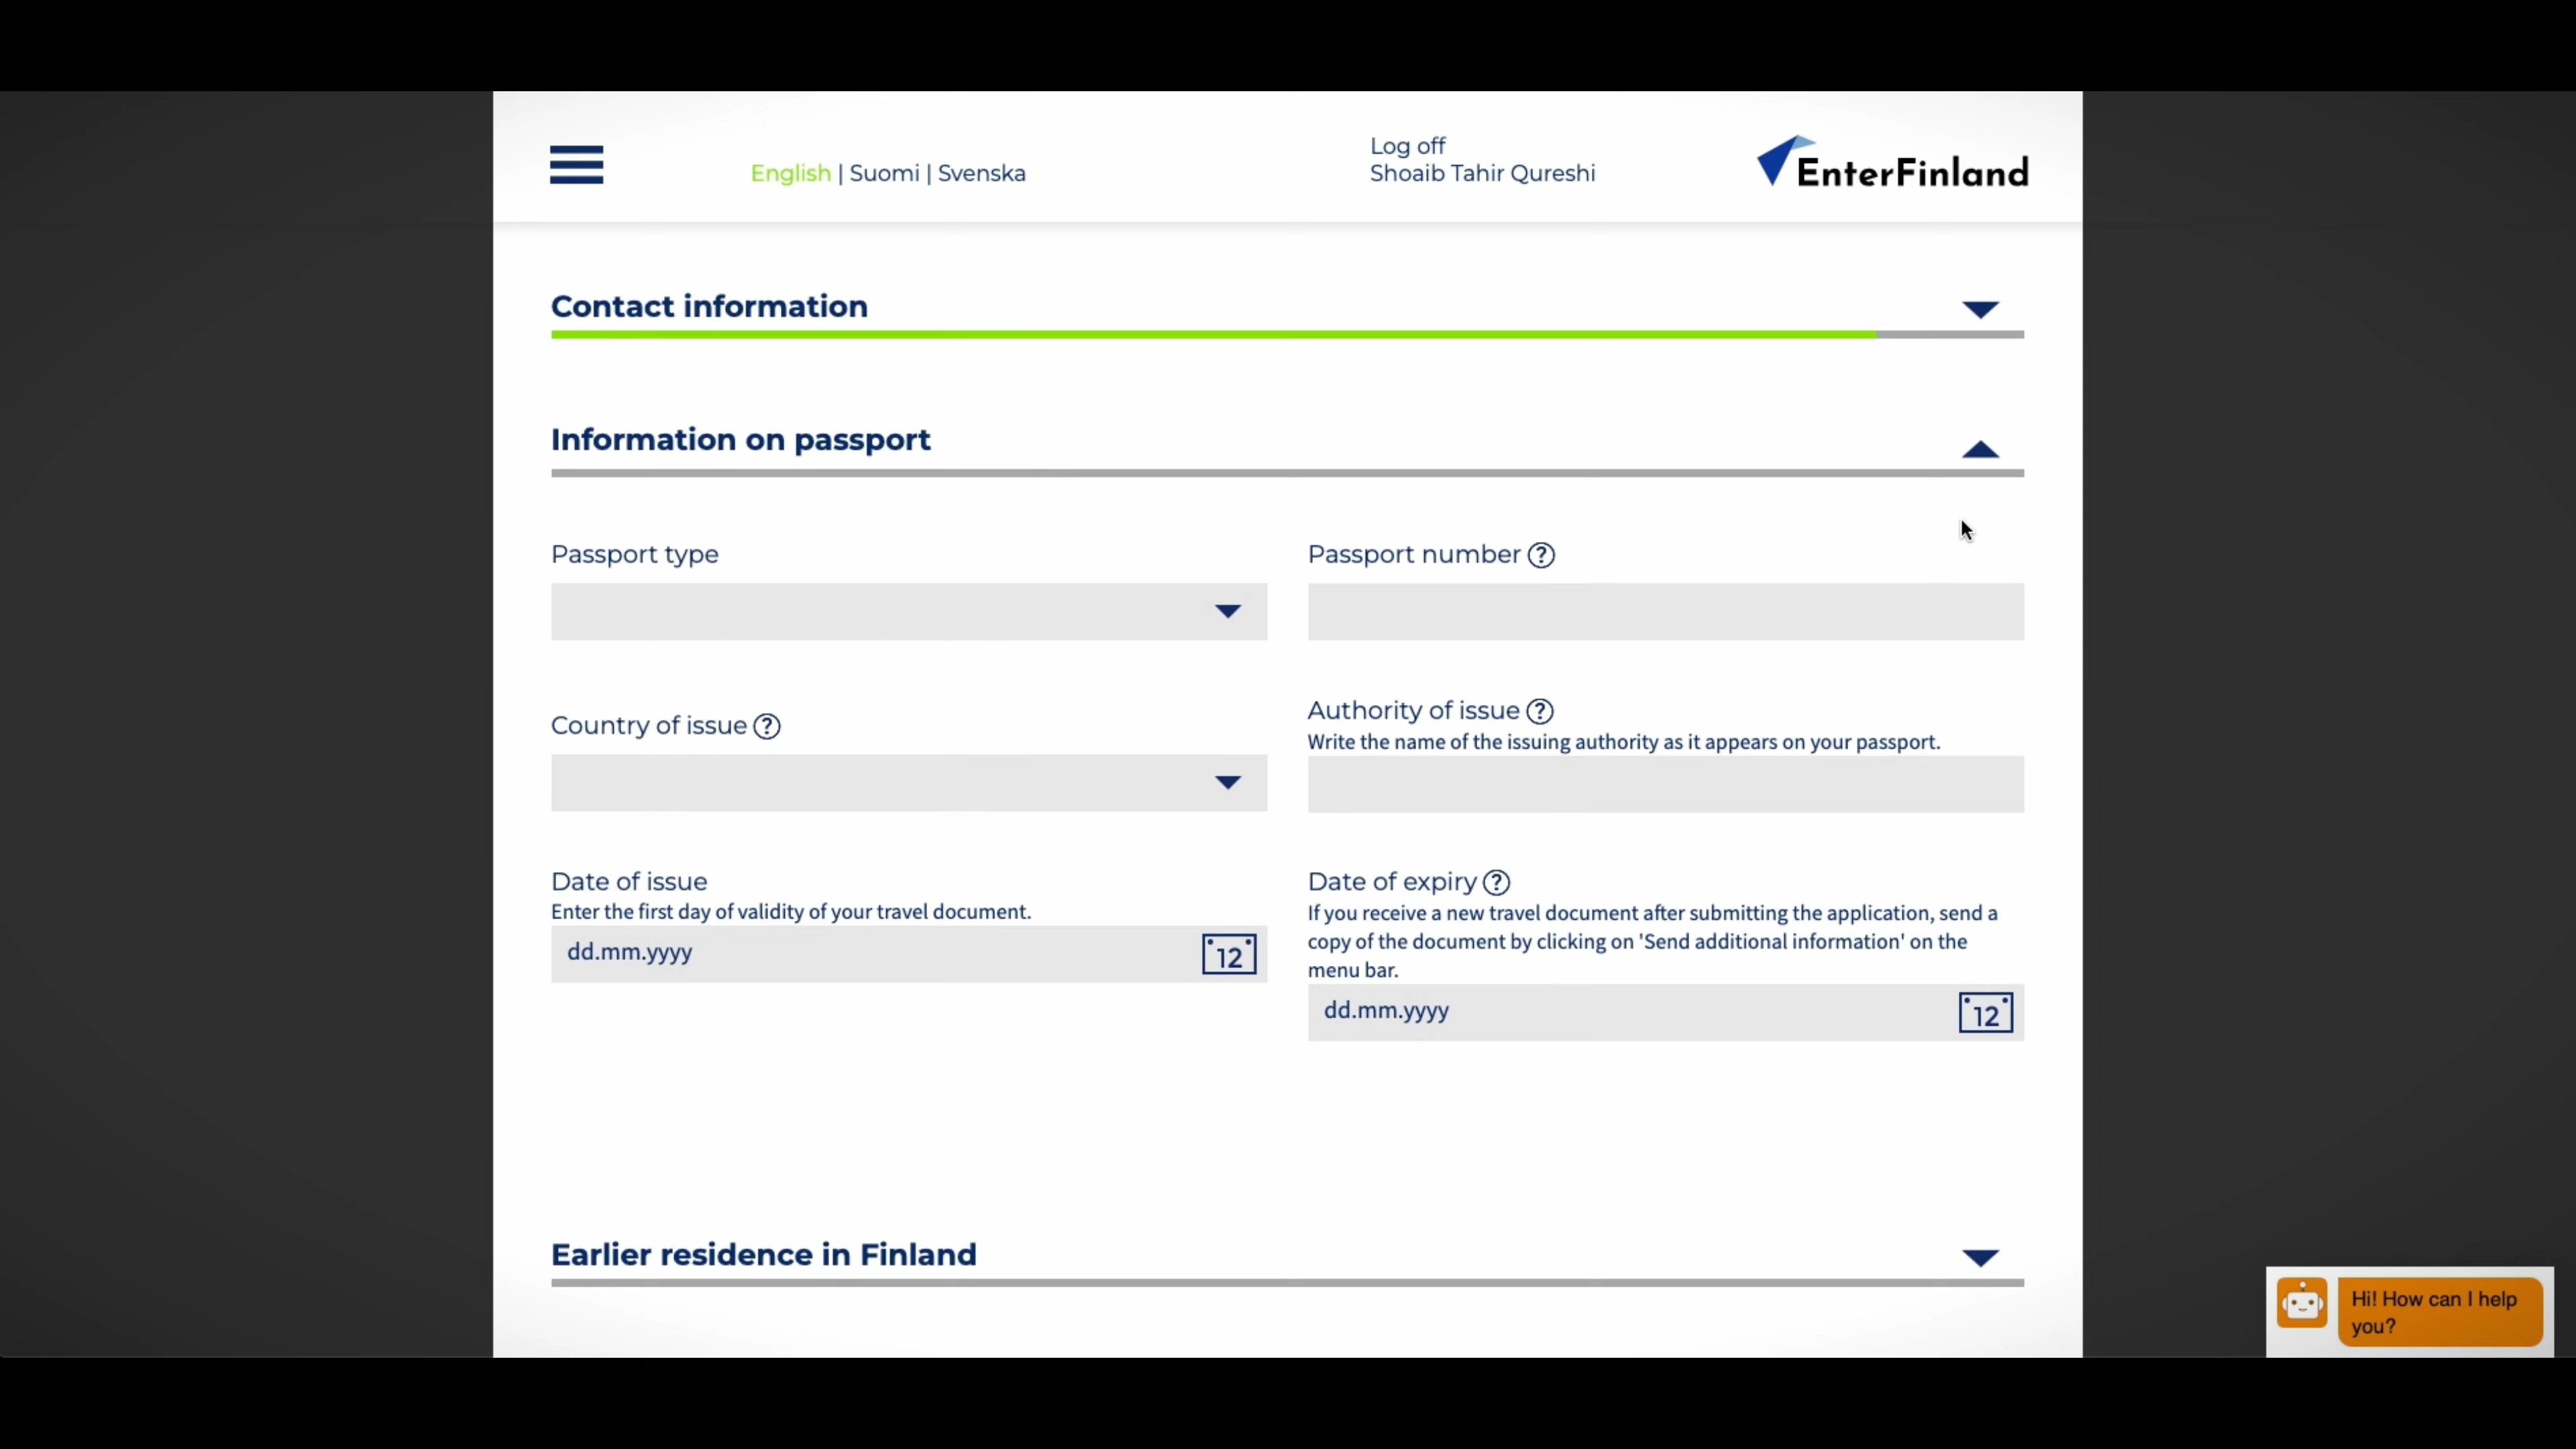 English | Suomi | Svenska
Log off
Shoaib Tahir Qureshi
EnterFinland
Contact information
Information on passport
Passport type
Passport number ?
Country of issue ?
Authority of issue ?
Write the name of the issuing authority as it appears on your passport.
Date of issue
Enter the first day of validity of your travel document.
dd.mm.yyyy
12
Date of expiry ?
If you receive a new travel document after submitting the application, send a
copy of the document by clicking on 'Send additional information' on the
menu bar.
dd.mm.yyyy
12
Earlier residence in Finland
Hi! How can I help
you?